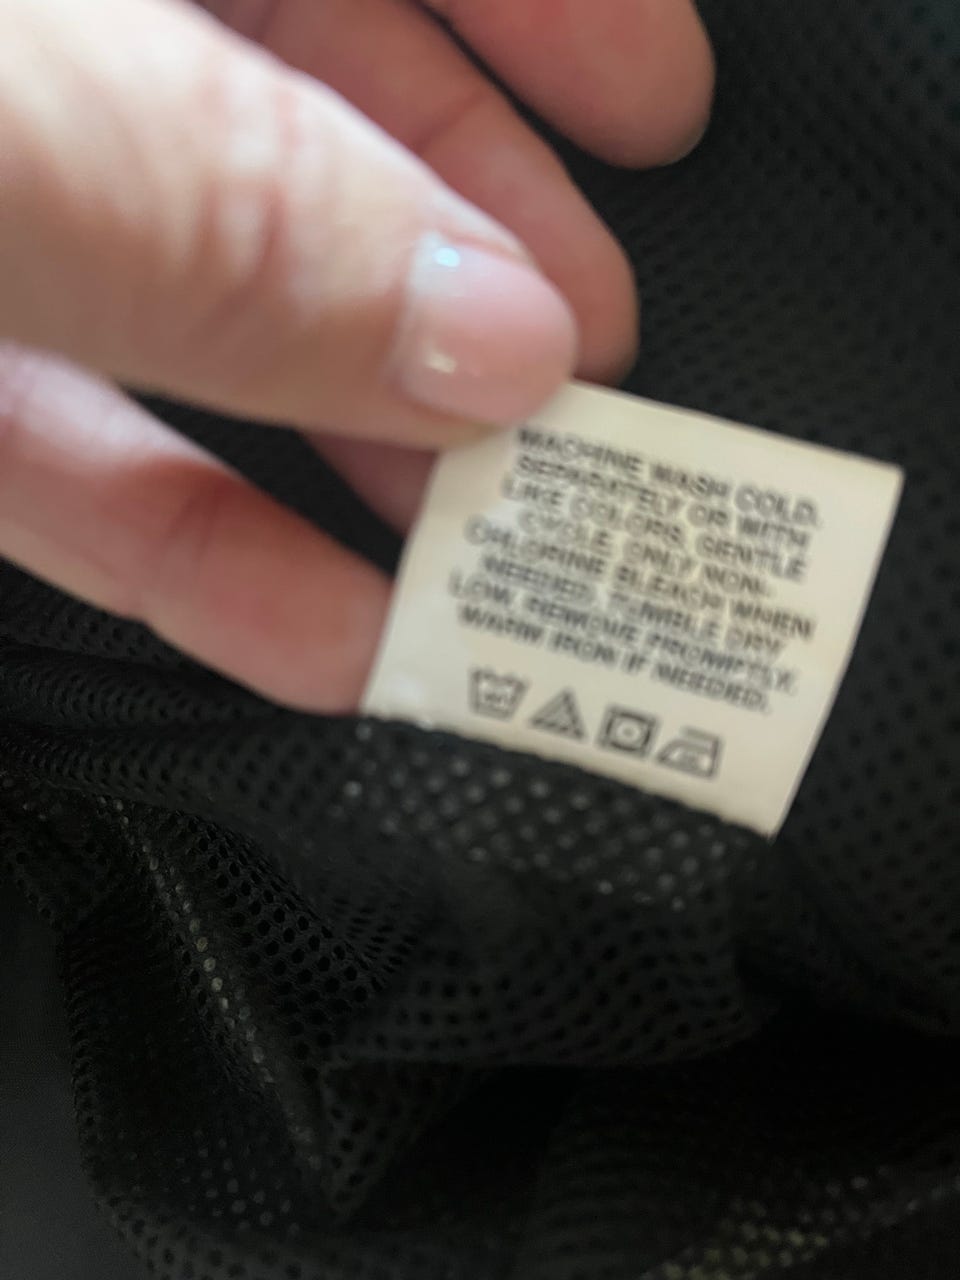 MACHINE WASH COLD.
SEPARATELY OR WITH
LIKE COLORS, GENTLE
CYCLE ONLY NON-
CHLORINE BLEACH WHEN
NEEDED. TUMBLE DRY
LOW, REMOVE PROMPTLY.
WARM IRON IF NEEDED.